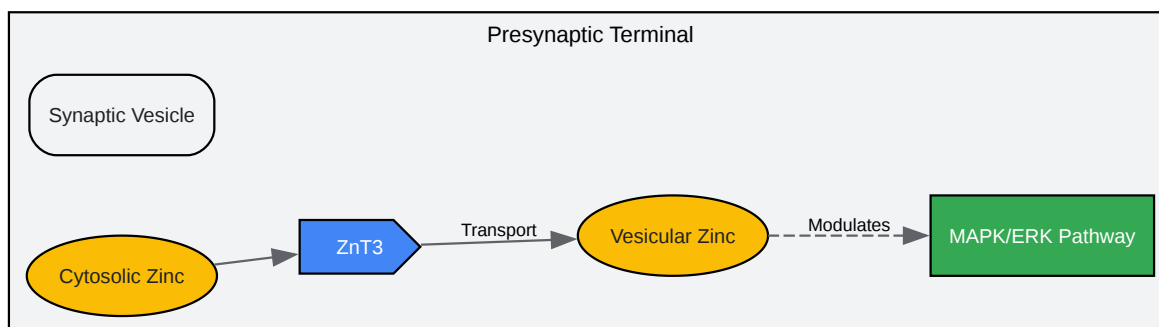 Presynaptic Terminal
Synaptic Vesicle
Cytosolic Zinc
ZnT3
Transport
Vesicular Zinc
Modulates
MAPK/ERK Pathway